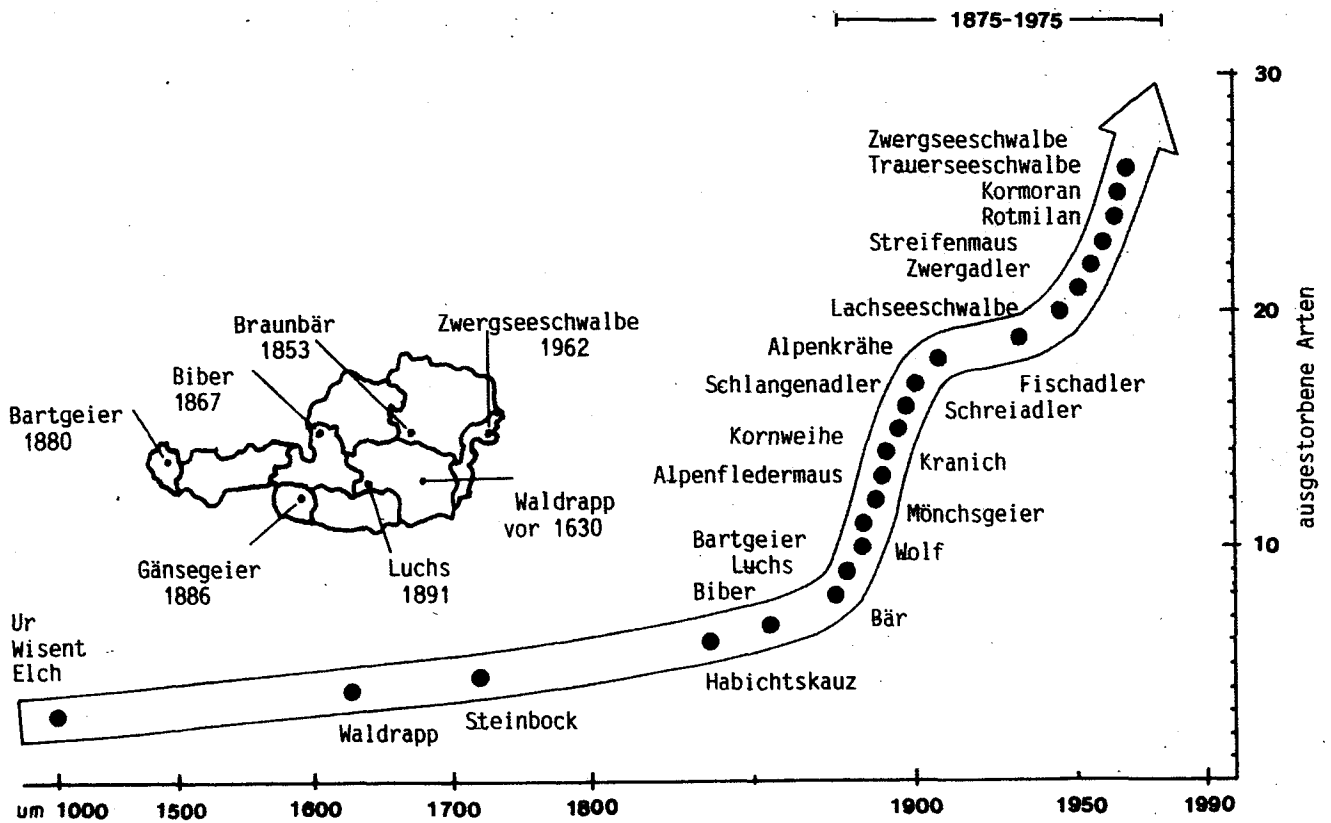 1875-1975
30
Zwergseeschwalbe
Trauerseeschwalbe
Kormoran
Rotmilan
Streifenmaus
Zwergadler
Lachseeschwalbe
20
Alpenkrähe
Schlangenadler
Fischadler
Schreiadler
Kornweihe
Kranich
Alpenfledermaus
Mönchsgeier
Bartgeier
Luchs
Wolf
10
Biber
Bär
Habichtskauz
ausgestorbene Arten
Braunbär
1853
Zwergseeschwalbe
1962
Biber
1867
Bartgeier
1880
Waldrapp
vor 1630
Gänsegeier
1886
Luchs
1891
Ur
Wisent
Elch
Waldrapp
Steinbock
um 1000 1500 1600 1700 1800 1900 1950 1990